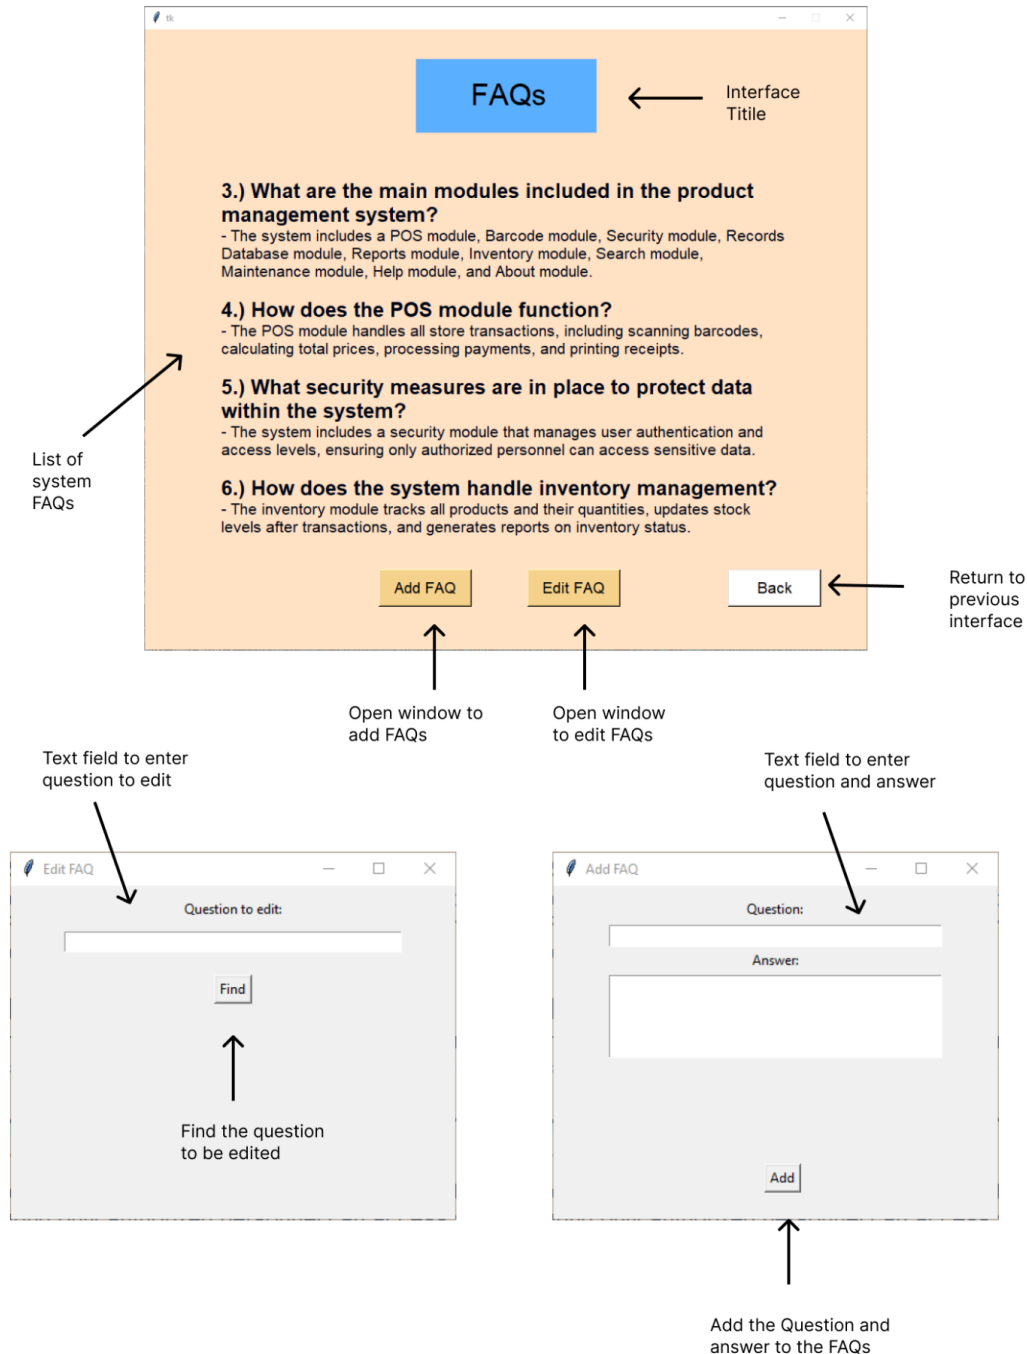 tk
FAQs
Interface
Titile
3.) What are the main modules included in the product
management system?
- The system includes a POS module, Barcode module, Security module, Records
Database module, Reports module, Inventory module, Search module,
Maintenance module, Help module, and About module.
4.) How does the POS module function?
- The POS module handles all store transactions, including scanning barcodes,
calculating total prices, processing payments, and printing receipts.
5.) What security measures are in place to protect data
within the system?
- The system includes a security module that manages user authentication and
access levels, ensuring only authorized personnel can access sensitive data.
List of
system
FAQs
6.) How does the system handle inventory management?
- The inventory module tracks all products and their quantities, updates stock
levels after transactions, and generates reports on inventory status.
Add FAQ
Edit FAQ
Back
Return to
previous
interface
Open window to
add FAQs
Open window
to edit FAQs
Text field to enter
question to edit
Text field to enter
question and answer
Edit FAQ
Question to edit:
Find
Find the question
to be edited
Add FAQ
Question:
Answer:
Add
Add the Question and
answer to the FAQs